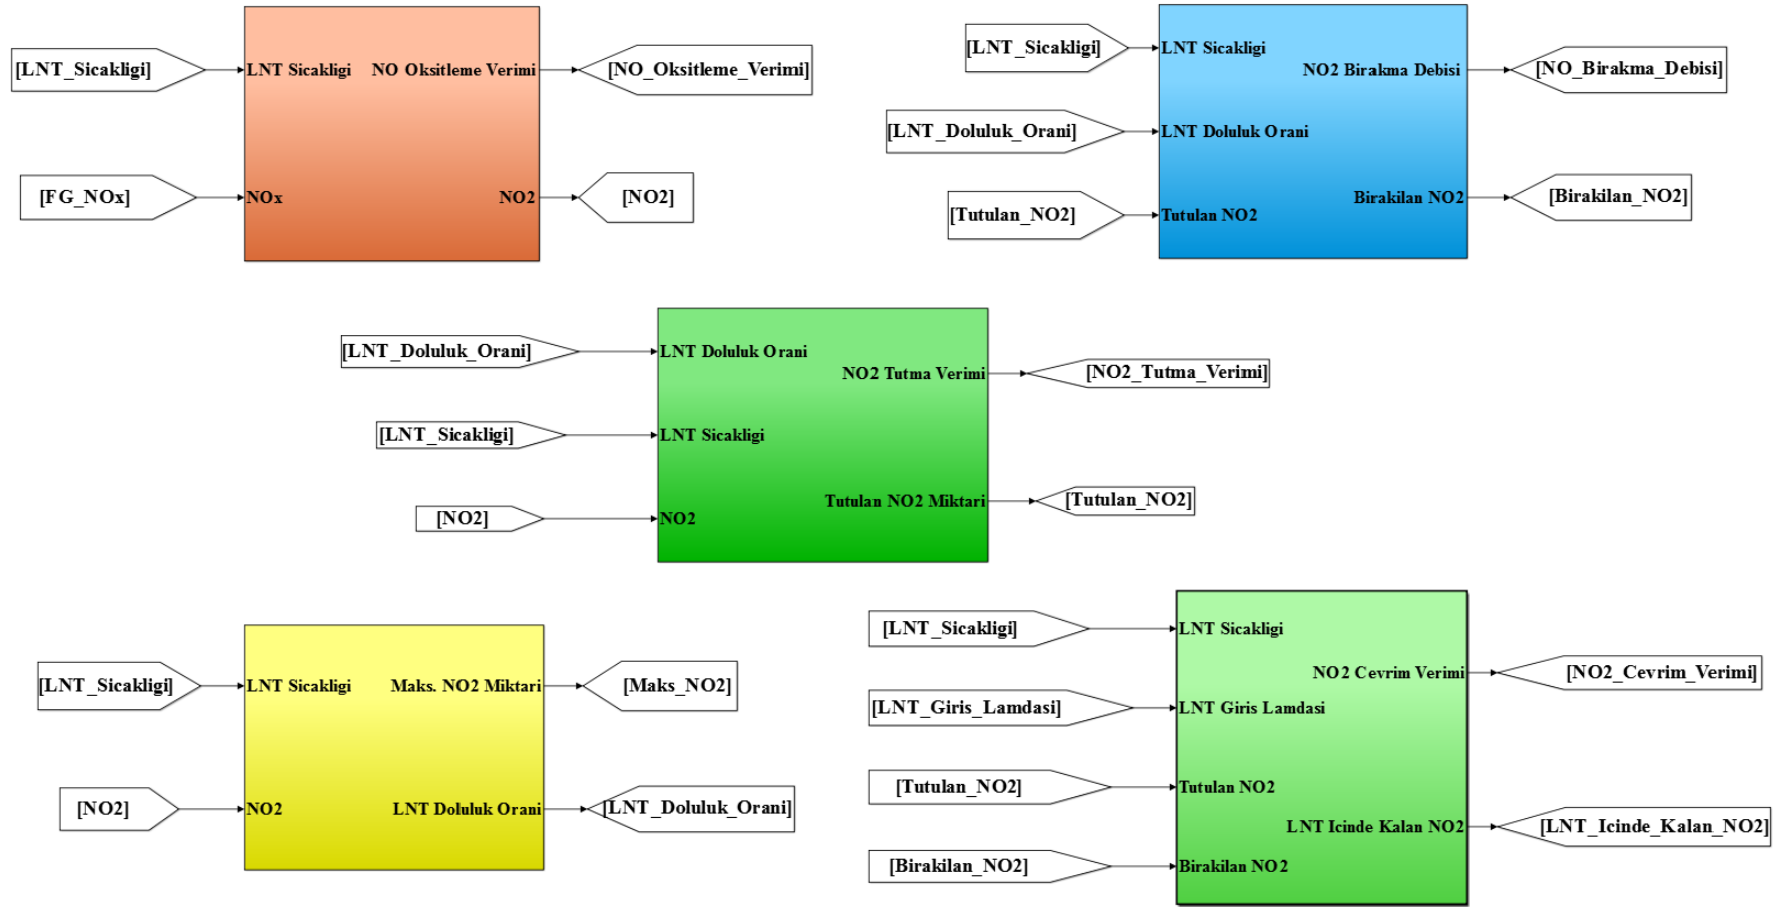 [LNT_Sicakligi]
LNT Sicakligi
NO Oksitleme Verimi
[NO_Oksitleme_Verimi]
[FG_NOx]
NOx
NO2
[NO2]
[LNT_Sicakligi]
LNT Sicakligi
NO2 Birakma Debisi
[NO_Birakma_Debisi]
[LNT_Doluluk_Orani]
LNT Doluluk Orani
[Tutulan_NO2]
Tutulan NO2
Birakilan NO2
[Birakilan_NO2]
[LNT_Doluluk_Orani]
LNT Doluluk Orani
NO2 Tutma Verimi
[NO2_Tutma_Verimi]
[LNT_Sicakligi]
LNT Sicakligi
Tutulan NO2 Miktari
[Tutulan_NO2]
[NO2]
NO2
[LNT_Sicakligi]
LNT Sicakligi
Maks. NO2 Miktari
[Maks_NO2]
[NO2]
NO2
LNT Doluluk Orani
[LNT_Doluluk_Orani]
[LNT_Sicakligi]
LNT Sicakligi
NO2 Cevrim Verimi
[NO2_Cevrim_Verimi]
[LNT_Giris_Lamdasi]
LNT Giris Lamdasi
[Tutulan_NO2]
Tutulan NO2
LNT Icinde Kalan NO2
[LNT_Icinde_Kalan_NO2]
[Birakilan_NO2]
Birakilan NO2